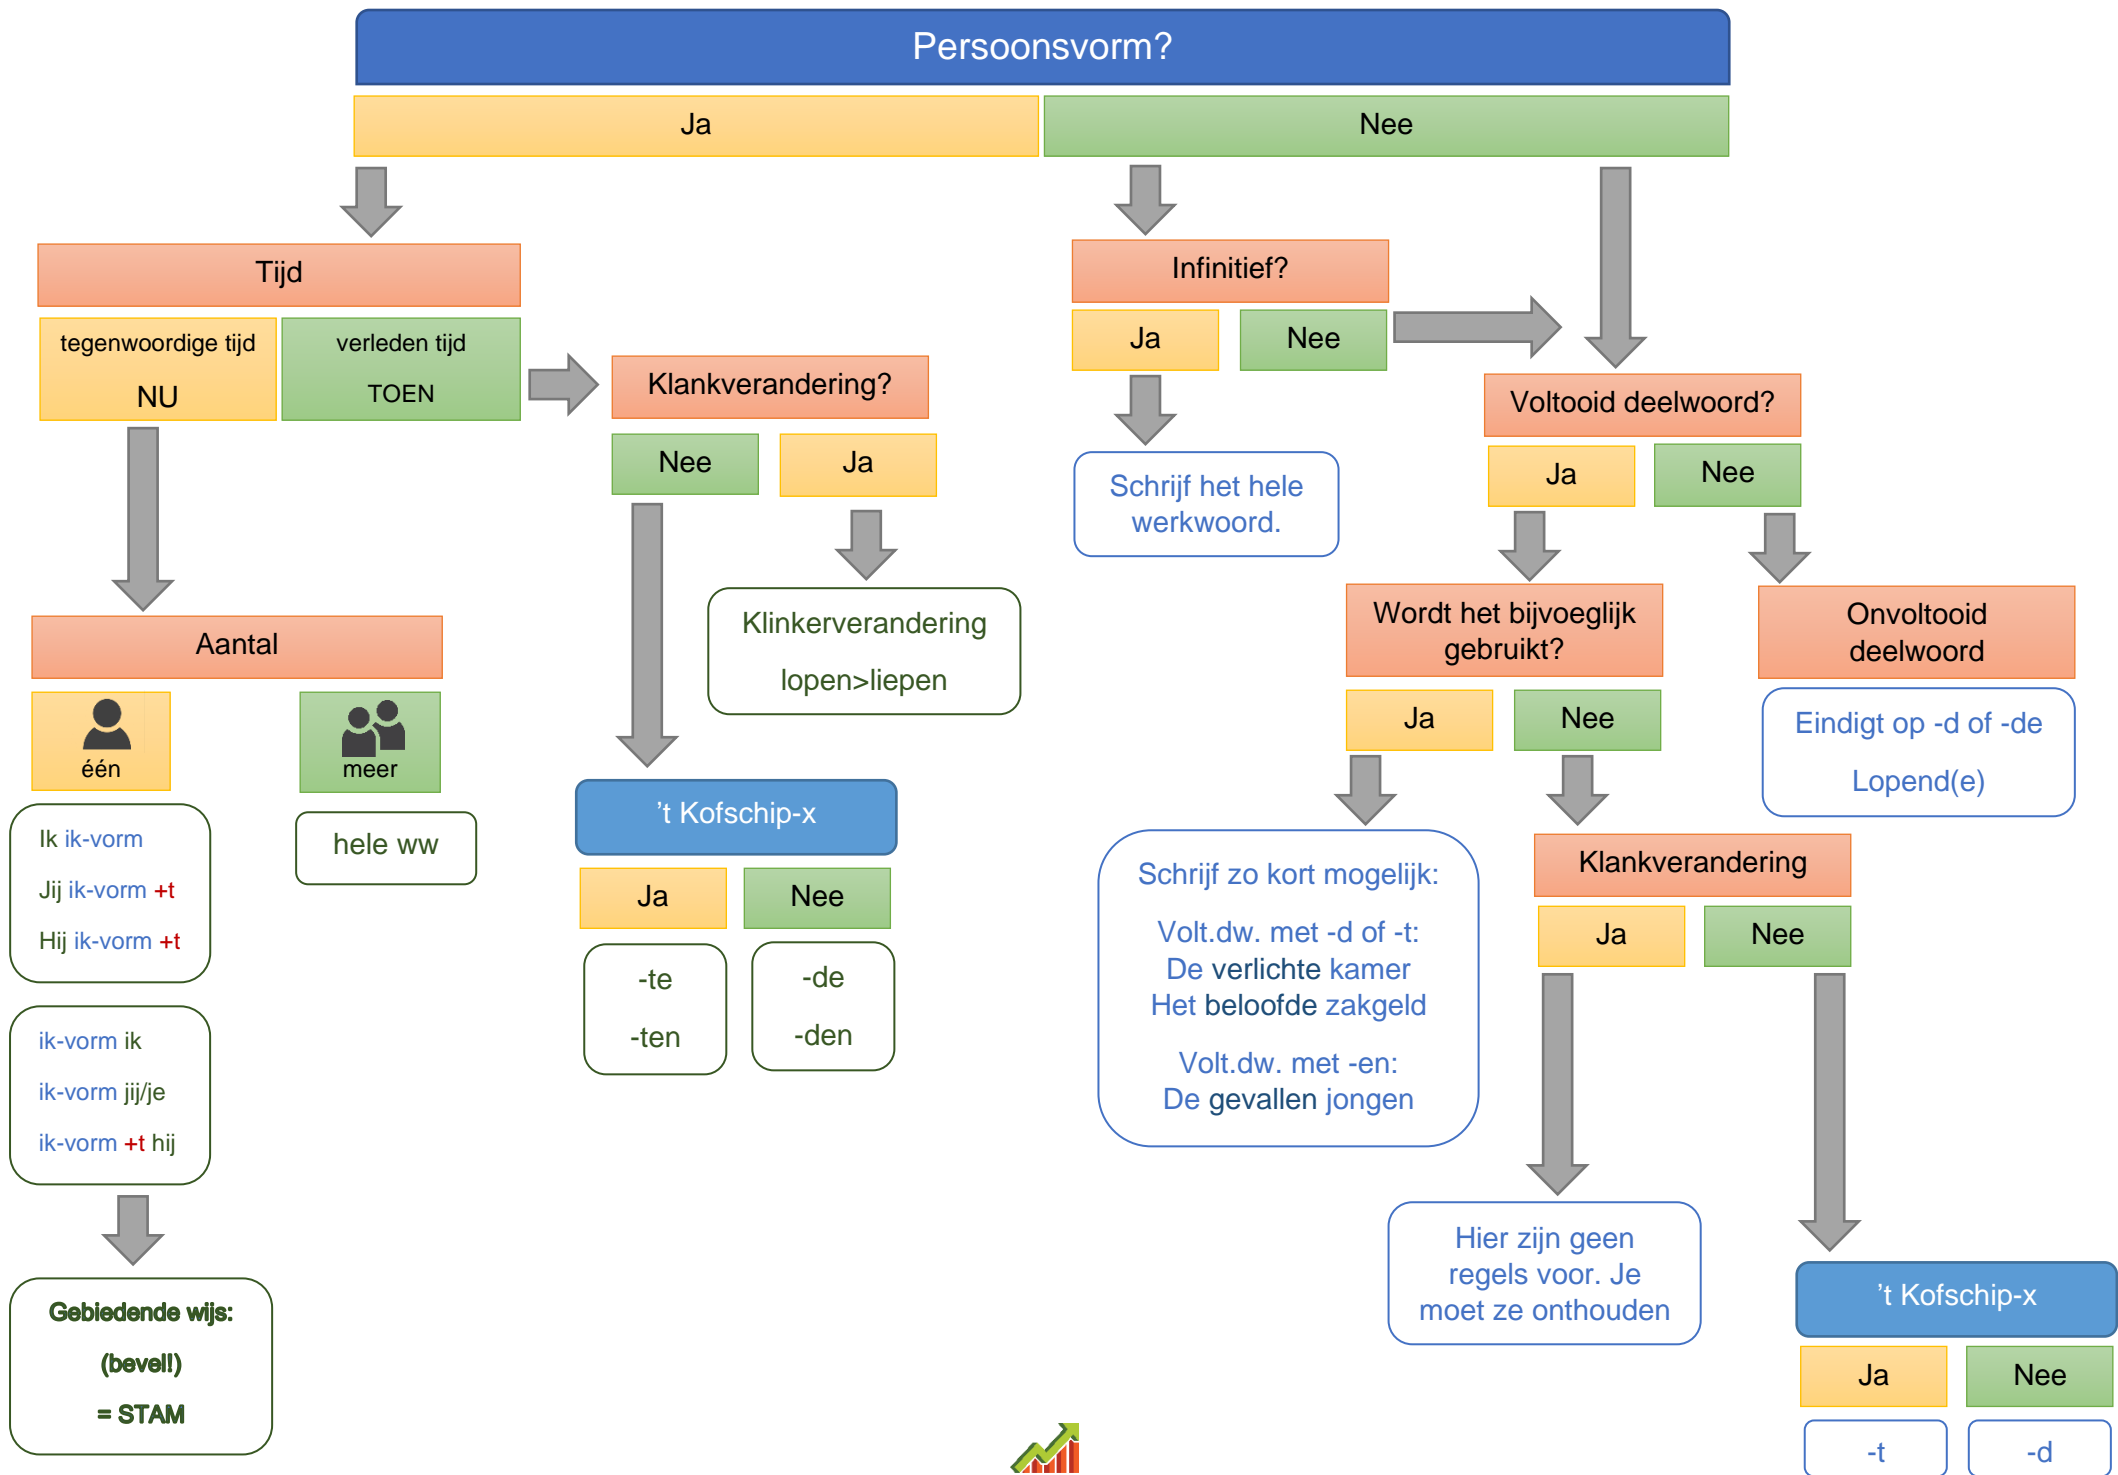 Persoonsvorm?
Ja
Nee
Tijd
tegenwoordige tijd
NU
verleden tijd
TOEN
Klankverandering?
Nee
Ja
Klinkerverandering
lopen>liepen
Aantal
één
meer
Ik ik-vorm
Jij ik-vorm +t
Hij ik-vorm +t
hele ww
ik-vorm ik
ik-vorm jij/je
ik-vorm +t hij
Gebiedende wijs:
(bevel!)
= STAM
't Kofschip-x
Ja
Nee
-te
-ten
-de
-den
Infinitief?
Ja
Nee
Schrijf het hele
werkwoord.
Voltooid deelwoord?
Ja
Nee
Wordt het bijvoeglijk
gebruikt?
Ja
Nee
Onvoltooid
deelwoord
Eindigt op -d of -de
Lopend(e)
Schrijf zo kort mogelijk:
Volt.dw. met -d of -t:
De verlichte kamer
Het beloofde zakgeld
Volt.dw. met -en:
De gevallen jongen
Klankverandering
Ja
Nee
Hier zijn geen
regels voor. Je
moet ze onthouden
't Kofschip-x
Ja
Nee
-t
-d